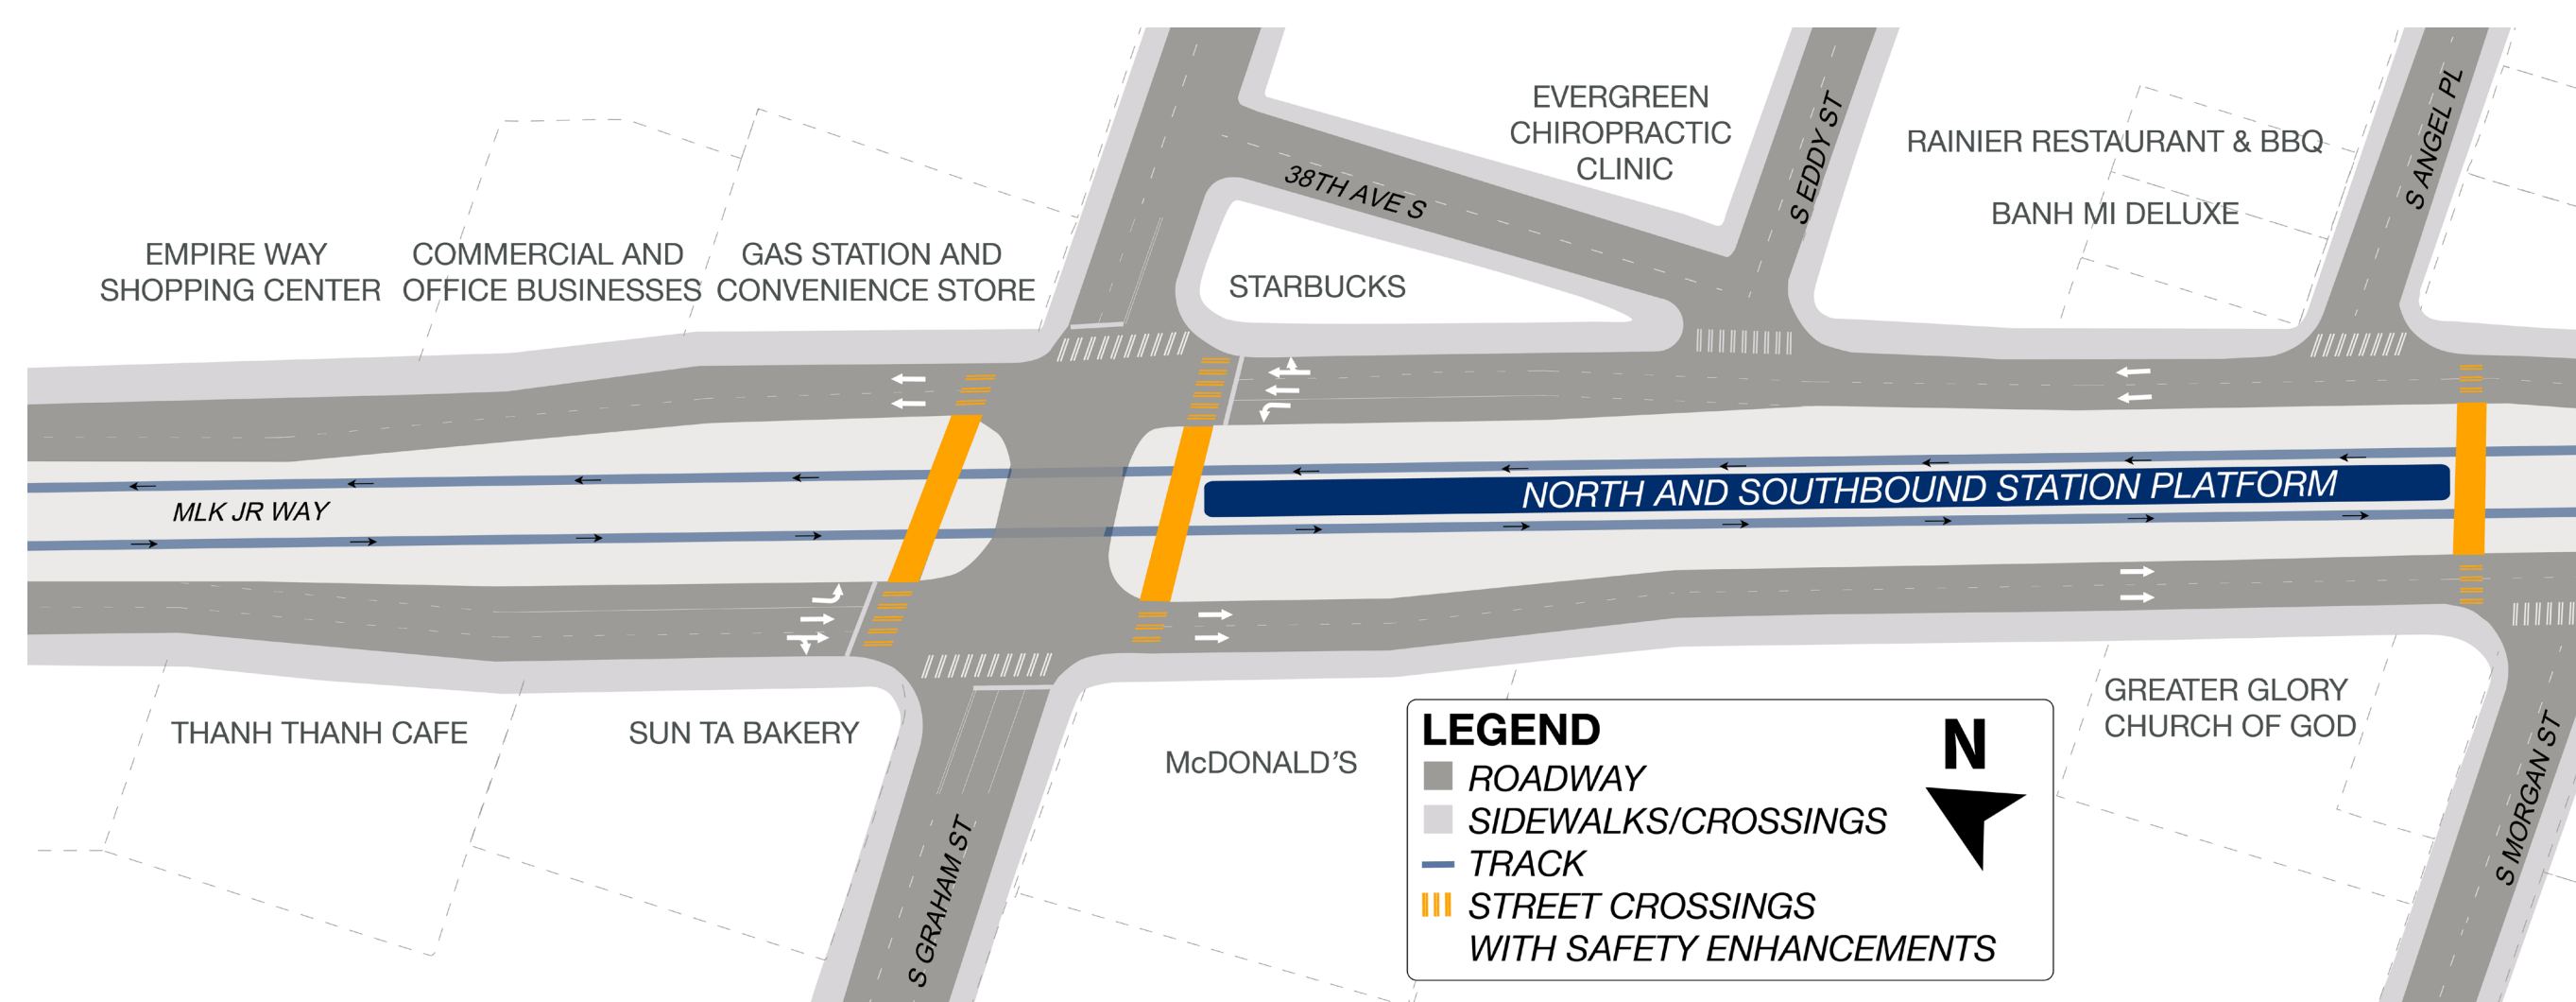 EVERGREEN
CHIROPRACTIC
CLINIC
S EDDY ST
S ANGEL PL
RAINIER RESTAURANT & BBQ
38TH AVE S
BANH MI DELUXE
EMPIRE WAY
SHOPPING CENTER
COMMERCIAL AND
OFFICE BUSINESSES
GAS STATION AND
CONVENIENCE STORE
STARBUCKS
NORTH AND SOUTHBOUND STATION PLATFORM
MLK JR WAY
THANH THANH CAFE
SUN TA BAKERY
McDONALD'S
GREATER GLORY
CHURCH OF GOD
S GRAHAM ST
S MORGAN ST
LEGEND
N
ROADWAY
SIDEWALKS/CROSSINGS
TRACK
STREET CROSSINGS
WITH SAFETY ENHANCEMENTS